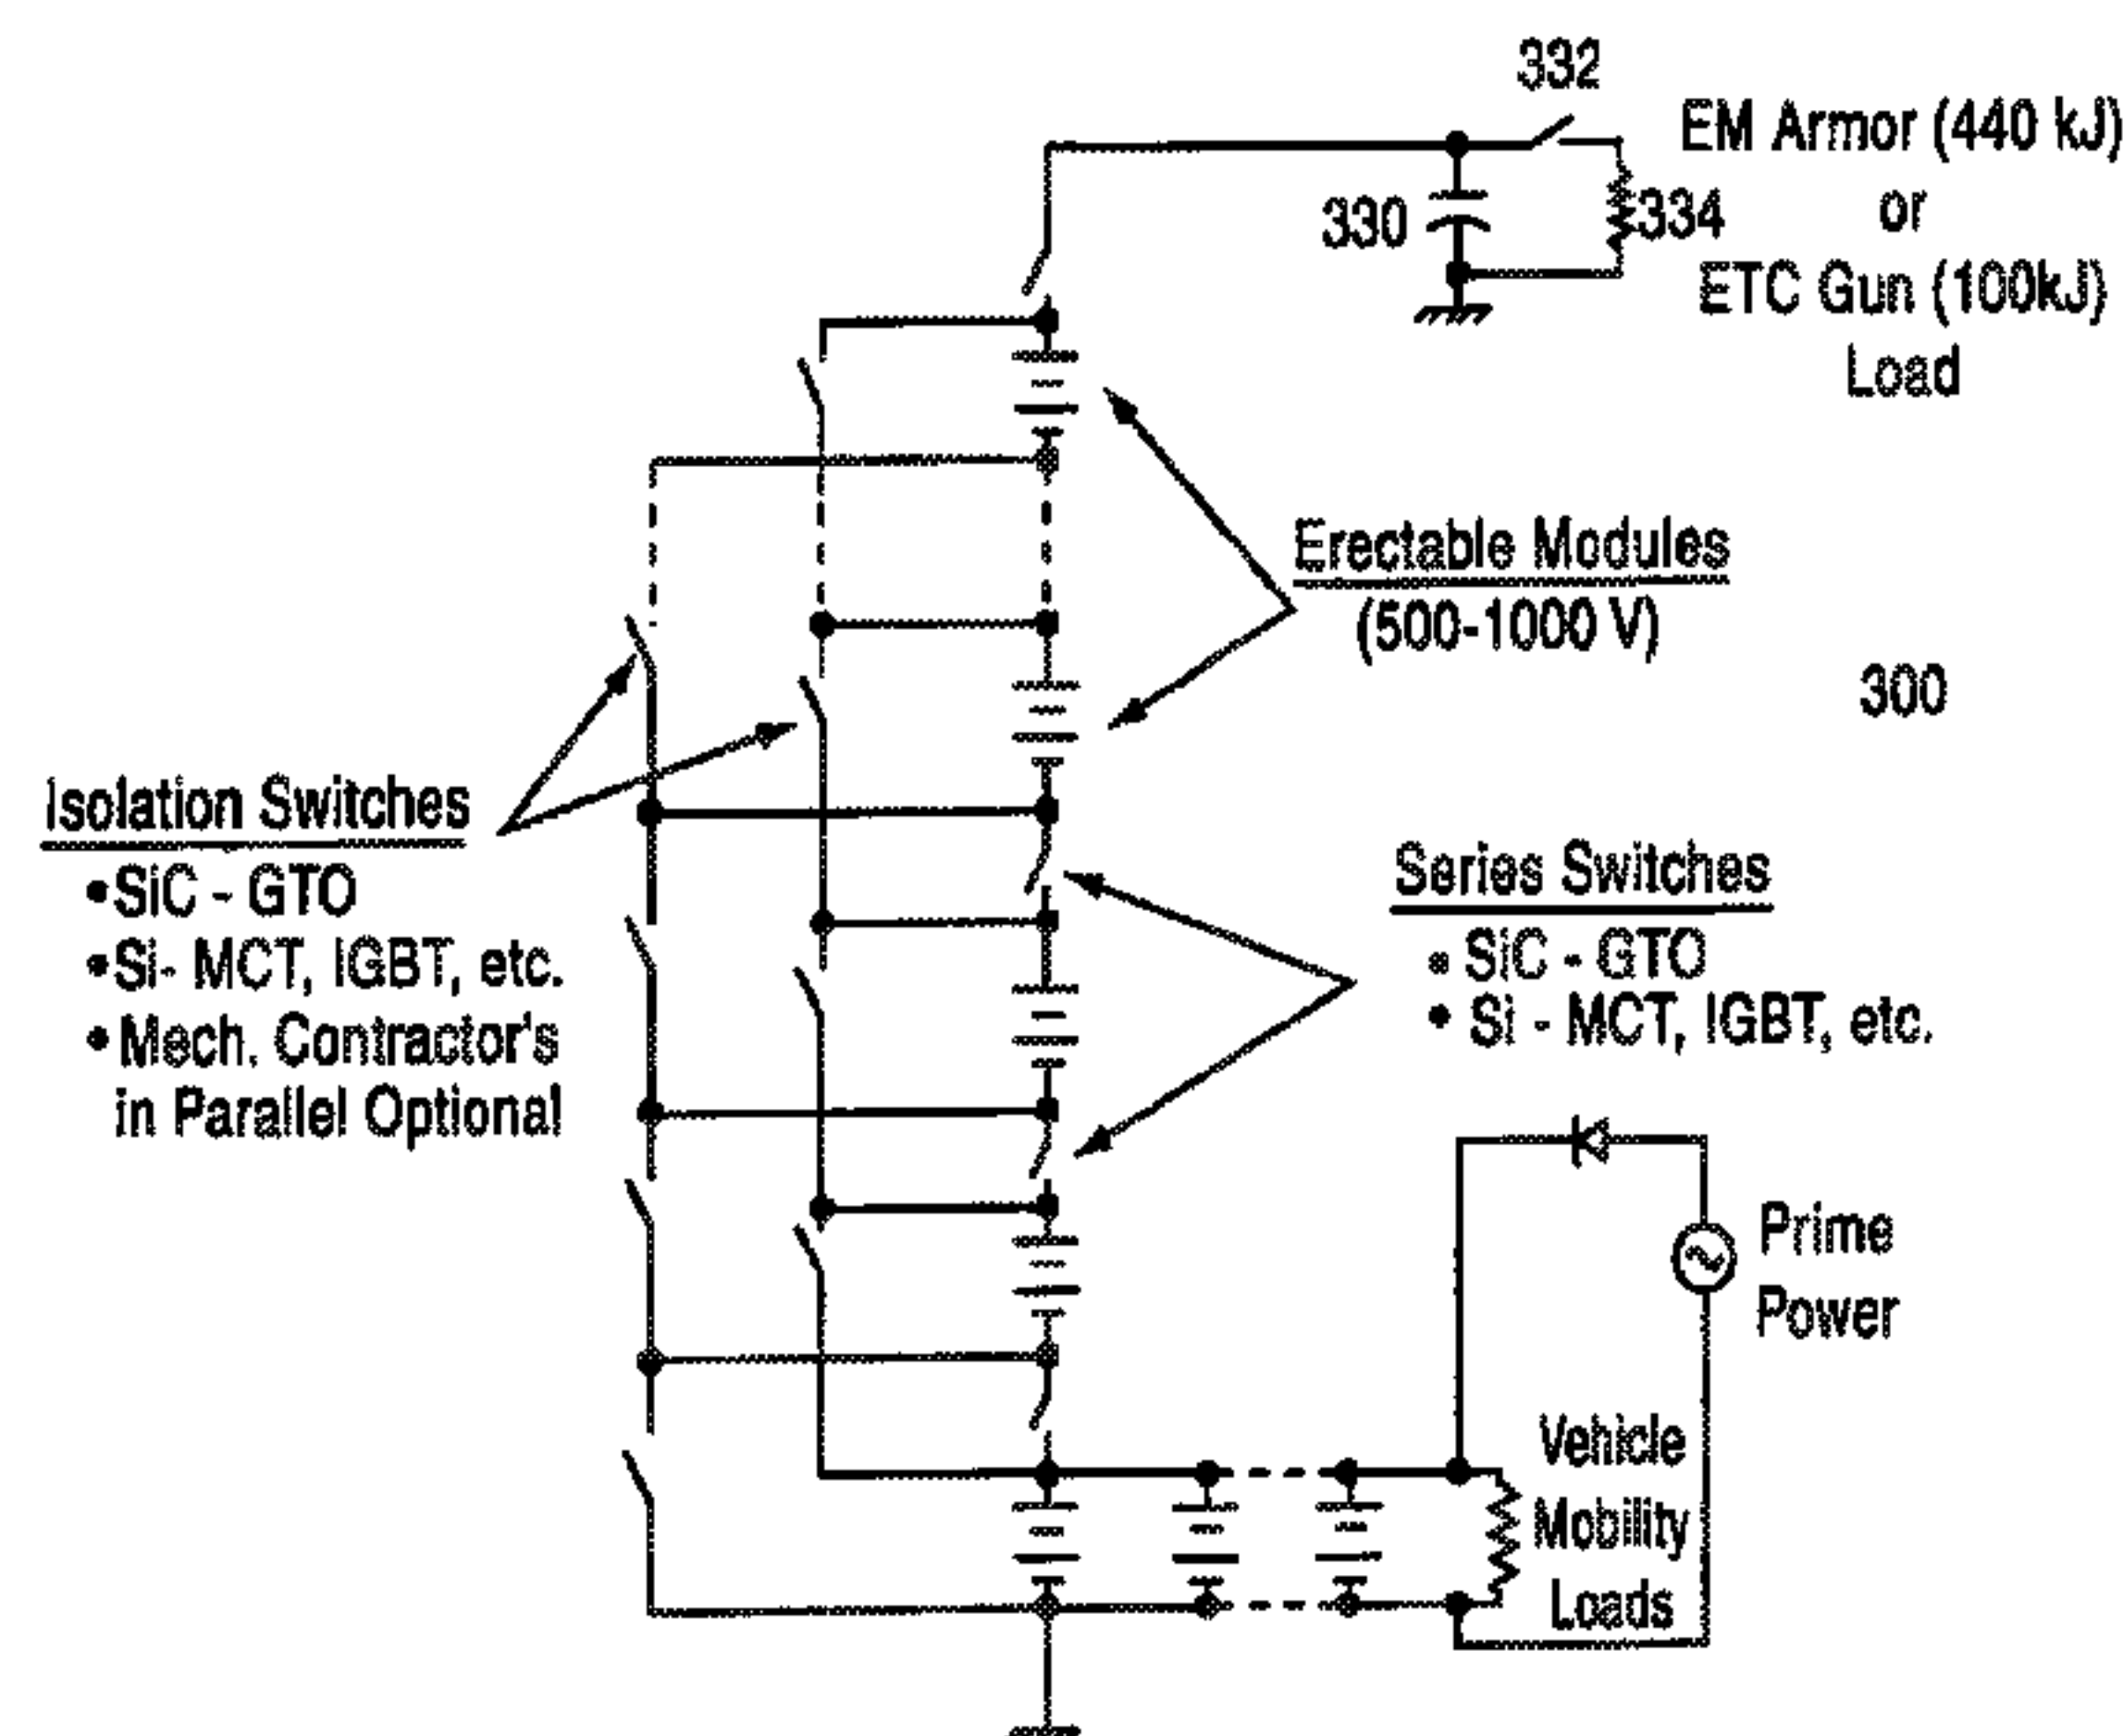 332
EM Armor (440 kJ)
or
ETC Gun (100kJ)
Load
330
334
Erectable Modules
(500-1000 V)
300
Isolation Switches
•SiC - GTO
•Si- MCT, IGBT, etc.
•Mech. Contractor's
in Parallel Optional
Series Switches
• SiC - GTO
• Si - MCT, IGBT, etc.
Prime
Power
Vehicle
Mobility
Loads